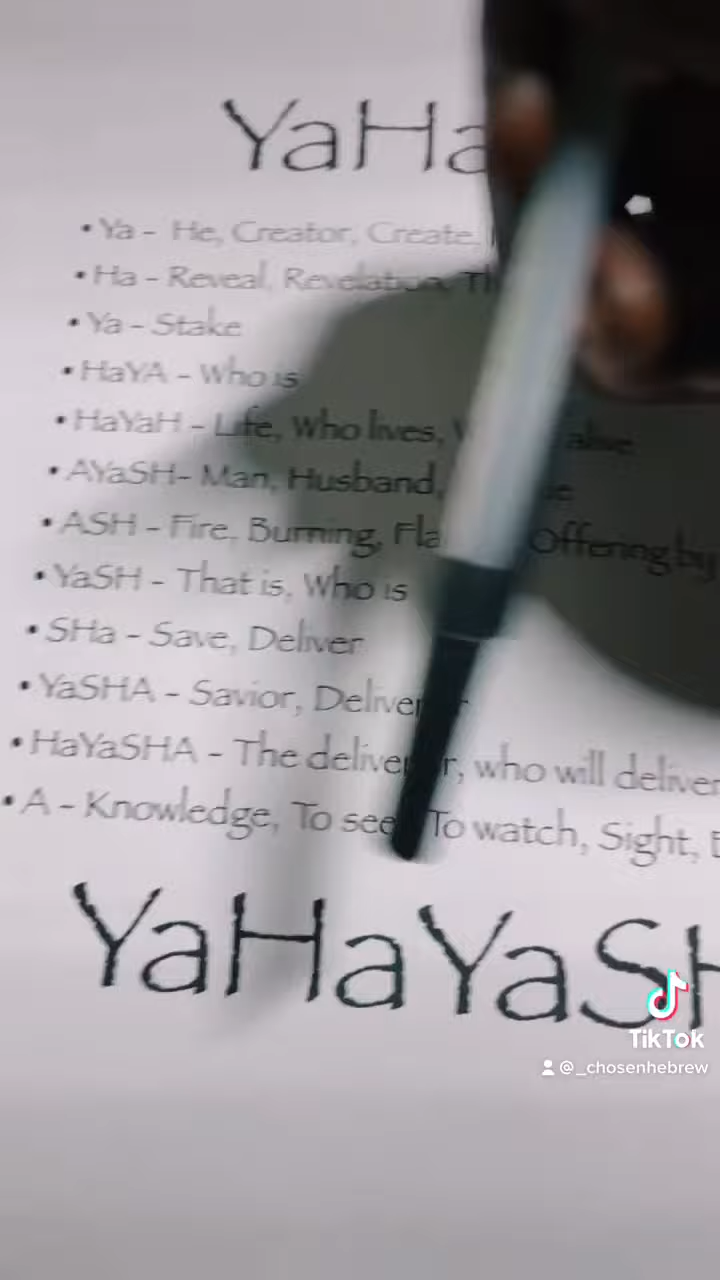 YaHa
• Ya - He, Creator, Create,
• Ha - Reveal, Revelation,
• Ya - Stake
• HaYA - Who is
• HaYaH - Life, Who lives, alive
• AYaSH- Man, Husband,
• ASH - Fire, Burning, Offering by
• YaSH - That is, Who is
• SHa - Save, Deliver
• YaSHA - Savior,
• HaYaSHA - The deliverer, who will deliver
• A - Knowledge, To see, To watch, Sight,
YaHaYaSH
TikTok
@_chosenhebrew